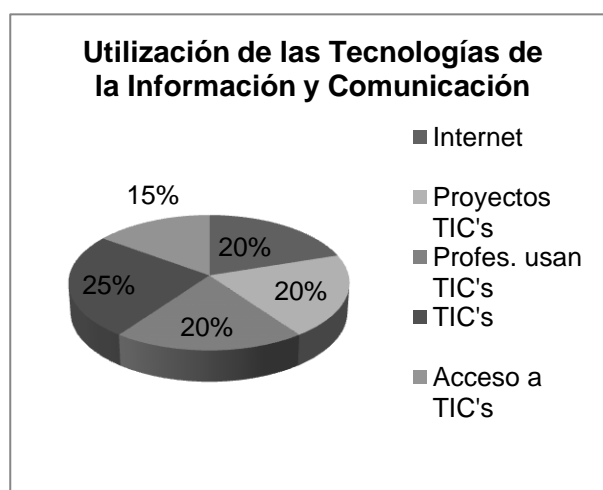 Utilización de las Tecnologías de
la Información y Comunicación
Internet
15%
Proyectos
TIC's
20%
Profes. usan
TIC's
25%
20%
20%
TIC's
Acceso a
TIC's